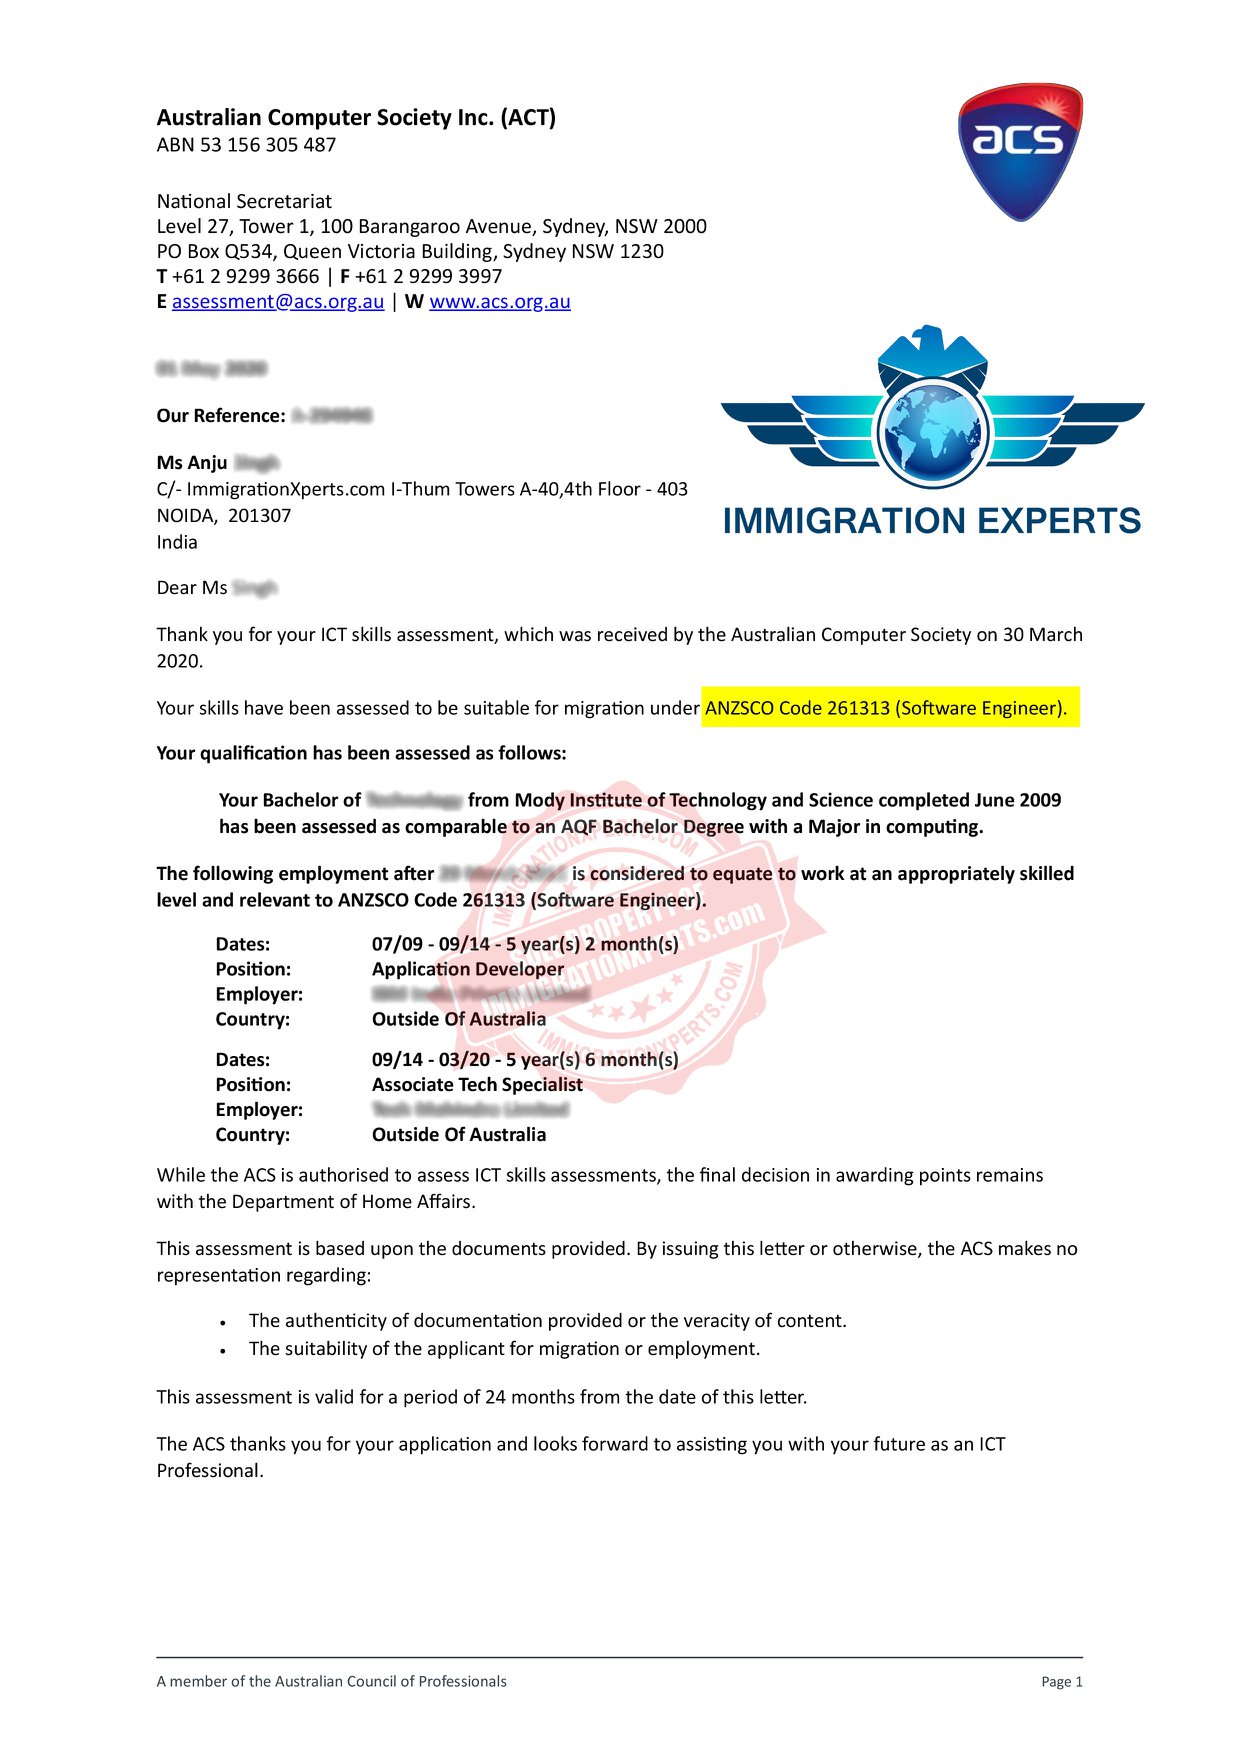 Australian Computer Society Inc. (ACT)
ABN 53 156 305 487
acs
National Secretariat
Level 27, Tower 1, 100 Barangaroo Avenue, Sydney, NSW 2000
PO Box Q534, Queen Victoria Building, Sydney NSW 1230
T +61 2 9299 3666 | F +61 2 9299 3997
E assessment@acs.org.au | W www.acs.org.au
01 May 2020
Our Reference:
Ms Anju Singh
C/- ImmigrationXperts.com I-Thum Towers A-40,4th Floor - 403
NOIDA, 201307
India
IMMIGRATION EXPERTS
Dear Ms Singh
Thank you for your ICT skills assessment, which was received by the Australian Computer Society on 30 March
2020.
Your skills have been assessed to be suitable for migration under ANZSCO Code 261313 (Software Engineer).
Your qualification has been assessed as follows:
Your Bachelor of Technology from Mody Institute of Technology and Science completed June 2009
has been assessed as comparable to an AQF Bachelor Degree with a Major in computing.
The following employment after is considered to equate to work at an appropriately skilled
level and relevant to ANZSCO Code 261313 (Software Engineer).
Dates: 07/09 - 09/14 - 5 year(s) 2 month(s)
Position: Application Developer
Employer:
Country: Outside Of Australia
Dates: 09/14 - 03/20 - 5 year(s) 6 month(s)
Position: Associate Tech Specialist
Employer:
Country: Outside Of Australia
IMMIGRATIONXPERTS.COM
SOLE PROPERTY OF
IMMIGRATIONXPERTS.com
IMMIGRATIONXPERTS.COM
While the ACS is authorised to assess ICT skills assessments, the final decision in awarding points remains
with the Department of Home Affairs.
This assessment is based upon the documents provided. By issuing this letter or otherwise, the ACS makes no
representation regarding:
• The authenticity of documentation provided or the veracity of content.
• The suitability of the applicant for migration or employment.
This assessment is valid for a period of 24 months from the date of this letter.
The ACS thanks you for your application and looks forward to assisting you with your future as an ICT
Professional.
A member of the Australian Council of Professionals
Page 1